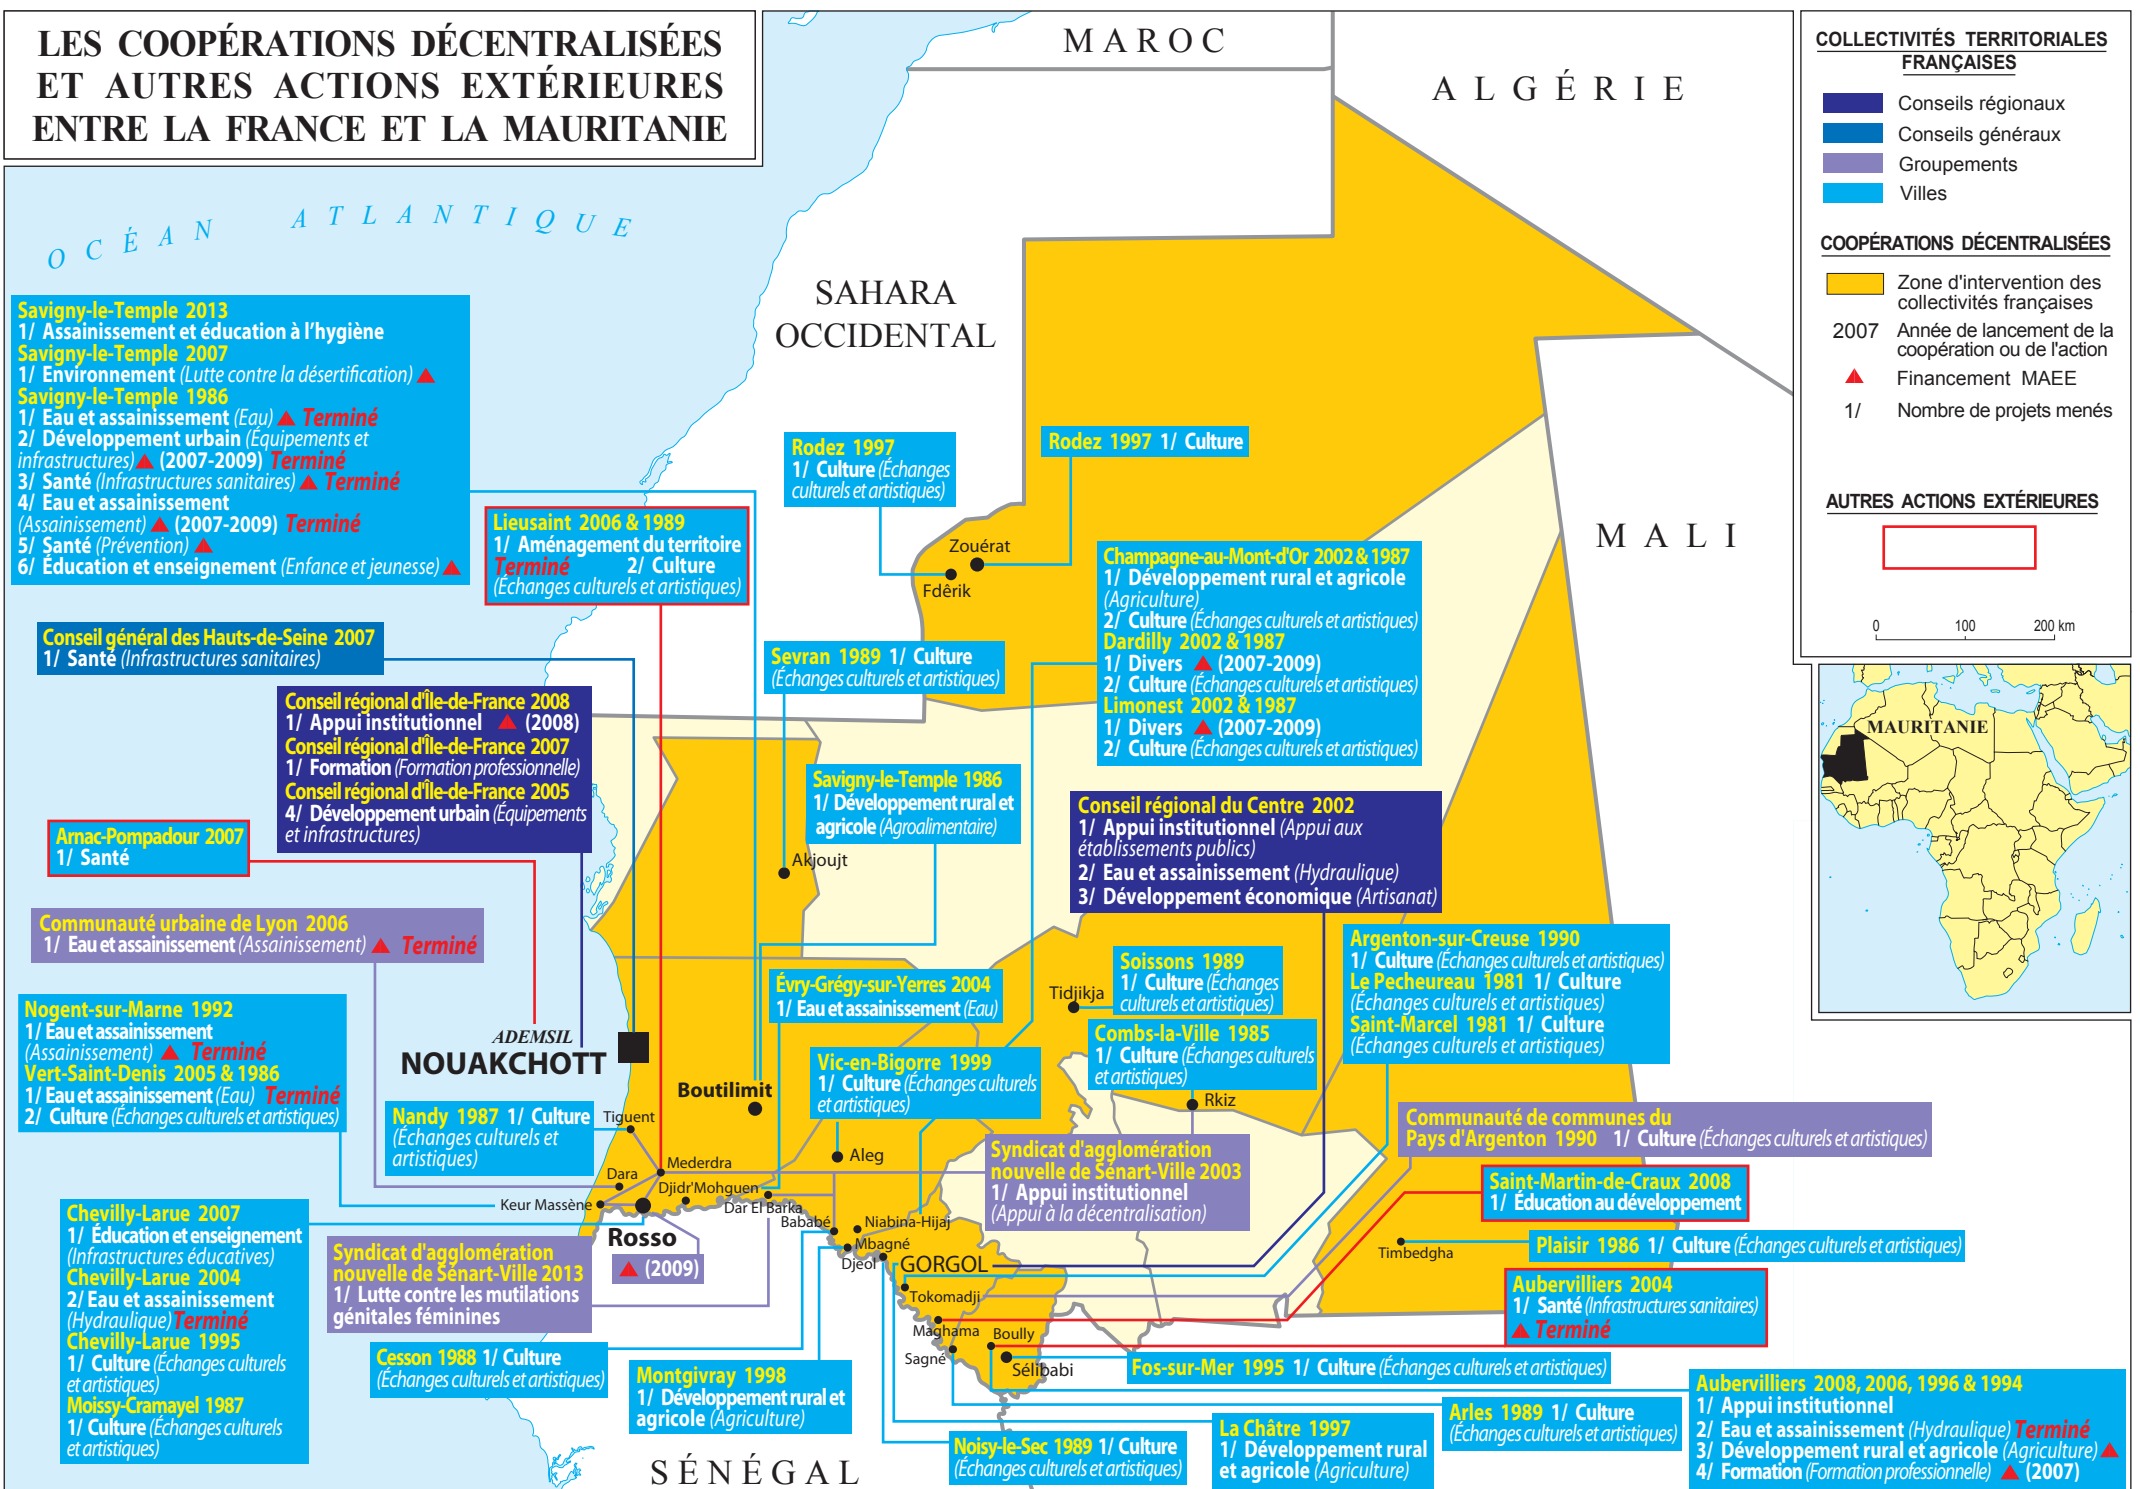 LES COOPÉRATIONS DÉCENTRALISÉES
ET AUTRES ACTIONS EXTÉRIEURES
ENTRE LA FRANCE ET LA MAURITANIE
MAROC
ALGÉRIE
SAHARA
OCCIDENTAL
MALI
SÉNÉGAL
OCÉAN ATLANTIQUE
COLLECTIVITÉS TERRITORIALES
FRANÇAISES
Conseils régionaux
Conseils généraux
Groupements
Villes
COOPÉRATIONS DÉCENTRALISÉES
Zone d'intervention des
collectivités françaises
2007 Année de lancement de la
coopération ou de l'action
Financement MAEE
1/ Nombre de projets menés
AUTRES ACTIONS EXTÉRIEURES
0 100 200 km
MAURITANIE
Savigny-le-Temple 2013
1/ Assainissement et éducation à l'hygiène
Savigny-le-Temple 2007
1/ Environnement (Lutte contre la désertification)
Savigny-le-Temple 1986
1/ Eau et assainissement (Eau) Terminé
2/ Développement urbain (Équipements et
infrastructures) (2007-2009) Terminé
3/ Santé (Infrastructures sanitaires) Terminé
4/ Eau et assainissement
(Assainissement) (2007-2009) Terminé
5/ Santé (Prévention)
6/ Éducation et enseignement (Enfance et jeunesse)
Lieusaint 2006 & 1989
1/ Aménagement du territoire
Terminé 2/ Culture
(Échanges culturels et artistiques)
Rodez 1997
1/ Culture (Échanges
culturels et artistiques)
Rodez 1997 1/ Culture
Zouérat
Fdêrik
Champagne-au-Mont-d'Or 2002 & 1987
1/ Développement rural et agricole
(Agriculture)
2/ Culture (Échanges culturels et artistiques)
Dardilly 2002 & 1987
1/ Divers (2007-2009)
2/ Culture (Échanges culturels et artistiques)
Limonest 2002 & 1987
1/ Divers (2007-2009)
2/ Culture (Échanges culturels et artistiques)
Conseil général des Hauts-de-Seine 2007
1/ Santé (Infrastructures sanitaires)
Sevran 1989 1/ Culture
(Échanges culturels et artistiques)
Conseil régional d'Île-de-France 2008
1/ Appui institutionnel (2008)
Conseil régional d'Île-de-France 2007
1/ Formation (Formation professionnelle)
Conseil régional d'Île-de-France 2005
4/ Développement urbain (Équipements
et infrastructures)
Savigny-le-Temple 1986
1/ Développement rural et
agricole (Agroalimentaire)
Conseil régional du Centre 2002
1/ Appui institutionnel (Appui aux
établissements publics)
2/ Eau et assainissement (Hydraulique)
3/ Développement économique (Artisanat)
Arnac-Pompadour 2007
1/ Santé
Akjoujt
Communauté urbaine de Lyon 2006
1/ Eau et assainissement (Assainissement) Terminé
Argenton-sur-Creuse 1990
1/ Culture (Échanges culturels et artistiques)
Le Pecheureau 1981 1/ Culture
(Échanges culturels et artistiques)
Saint-Marcel 1981 1/ Culture
(Échanges culturels et artistiques)
Soissons 1989
1/ Culture (Échanges
culturels et artistiques)
Tidjikja
Évry-Grégy-sur-Yerres 2004
1/ Eau et assainissement (Eau)
Nogent-sur-Marne 1992
1/ Eau et assainissement
(Assainissement) Terminé
Vert-Saint-Denis 2005 & 1986
1/ Eau et assainissement (Eau) Terminé
2/ Culture (Échanges culturels et artistiques)
ADEMSIL
NOUAKCHOTT
Combs-la-Ville 1985
1/ Culture (Échanges culturels
et artistiques)
Vic-en-Bigorre 1999
1/ Culture (Échanges culturels
et artistiques)
Boutilimit
Rkiz
Nandy 1987 1/ Culture
(Échanges culturels et
artistiques)
Tiguent
Communauté de communes du
Pays d'Argenton 1990 1/ Culture (Échanges culturels et artistiques)
Syndicat d'agglomération
nouvelle de Sénart-Ville 2003
1/ Appui institutionnel
(Appui à la décentralisation)
Aleg
Mederdra
Dara
Djidr'Mohguen
Keur Massène
Dar El Barka
Bababé
Niabina-Hijaj
Mbagné
Djéol
Rosso
(2009)
GORGOL
Tokomadji
Maghama
Boully
Sagné
Sélibabi
Timbedgha
Saint-Martin-de-Craux 2008
1/ Éducation au développement
Plaisir 1986 1/ Culture (Échanges culturels et artistiques)
Aubervilliers 2004
1/ Santé (Infrastructures sanitaires)
Terminé
Chevilly-Larue 2007
1/ Éducation et enseignement
(Infrastructures éducatives)
Chevilly-Larue 2004
2/ Eau et assainissement
(Hydraulique) Terminé
Chevilly-Larue 1995
1/ Culture (Échanges culturels
et artistiques)
Moissy-Cramayel 1987
1/ Culture (Échanges culturels
et artistiques)
Syndicat d'agglomération
nouvelle de Sénart-Ville 2013
1/ Lutte contre les mutilations
génitales féminines
Cesson 1988 1/ Culture
(Échanges culturels et artistiques)
Montgivray 1998
1/ Développement rural et
agricole (Agriculture)
Fos-sur-Mer 1995 1/ Culture (Échanges culturels et artistiques)
Noisy-le-Sec 1989 1/ Culture
(Échanges culturels et artistiques)
La Châtre 1997
1/ Développement rural
et agricole (Agriculture)
Arles 1989 1/ Culture
(Échanges culturels et artistiques)
Aubervilliers 2008, 2006, 1996 & 1994
1/ Appui institutionnel
2/ Eau et assainissement (Hydraulique) Terminé
3/ Développement rural et agricole (Agriculture)
4/ Formation (Formation professionnelle) (2007)